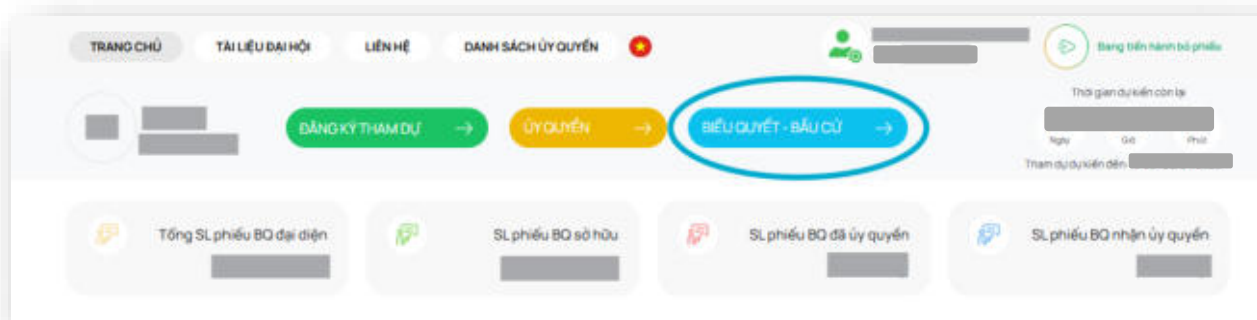 TRANG CHỦ
TÀI LIỆU ĐẠI HỘI
LIÊN HỆ
DANH SÁCH ỦY QUYỀN
Đang tiến hành bỏ phiếu
Thời gian dự kiến còn lại
Ngày Giờ Phút
Tham dự dự kiến đến
ĐĂNG KÝ THAM DỰ
ỦY QUYỀN
BIỂU QUYẾT - BẦU CỬ
Tổng SL phiếu BQ đại diện
SL phiếu BQ sở hữu
SL phiếu BQ đã ủy quyền
SL phiếu BQ nhận ủy quyền